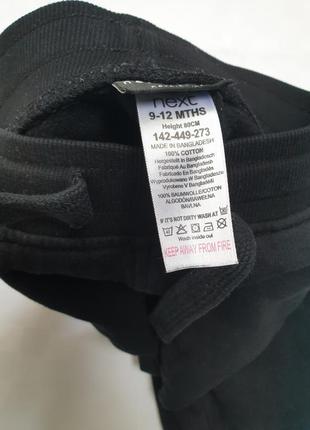 next
9-12 MTHS
Height 80CM
142-449-273
MADE IN BANGLADESH
100% COTTON
Hergestellt in Bangladesch
Fabriqué Au Bangladesh
Fabricado En Bangladesh
Wyprodukowano W Bangladeszu
Vyrobeno V Bangladéši
100% BAUMWOLLE/COTON
ALGODÓN/BAWEŁNA
BAVLNA
IF IT'S NOT DIRTY WASH AT
Wash inside out
KEEP AWAY FROM FIRE